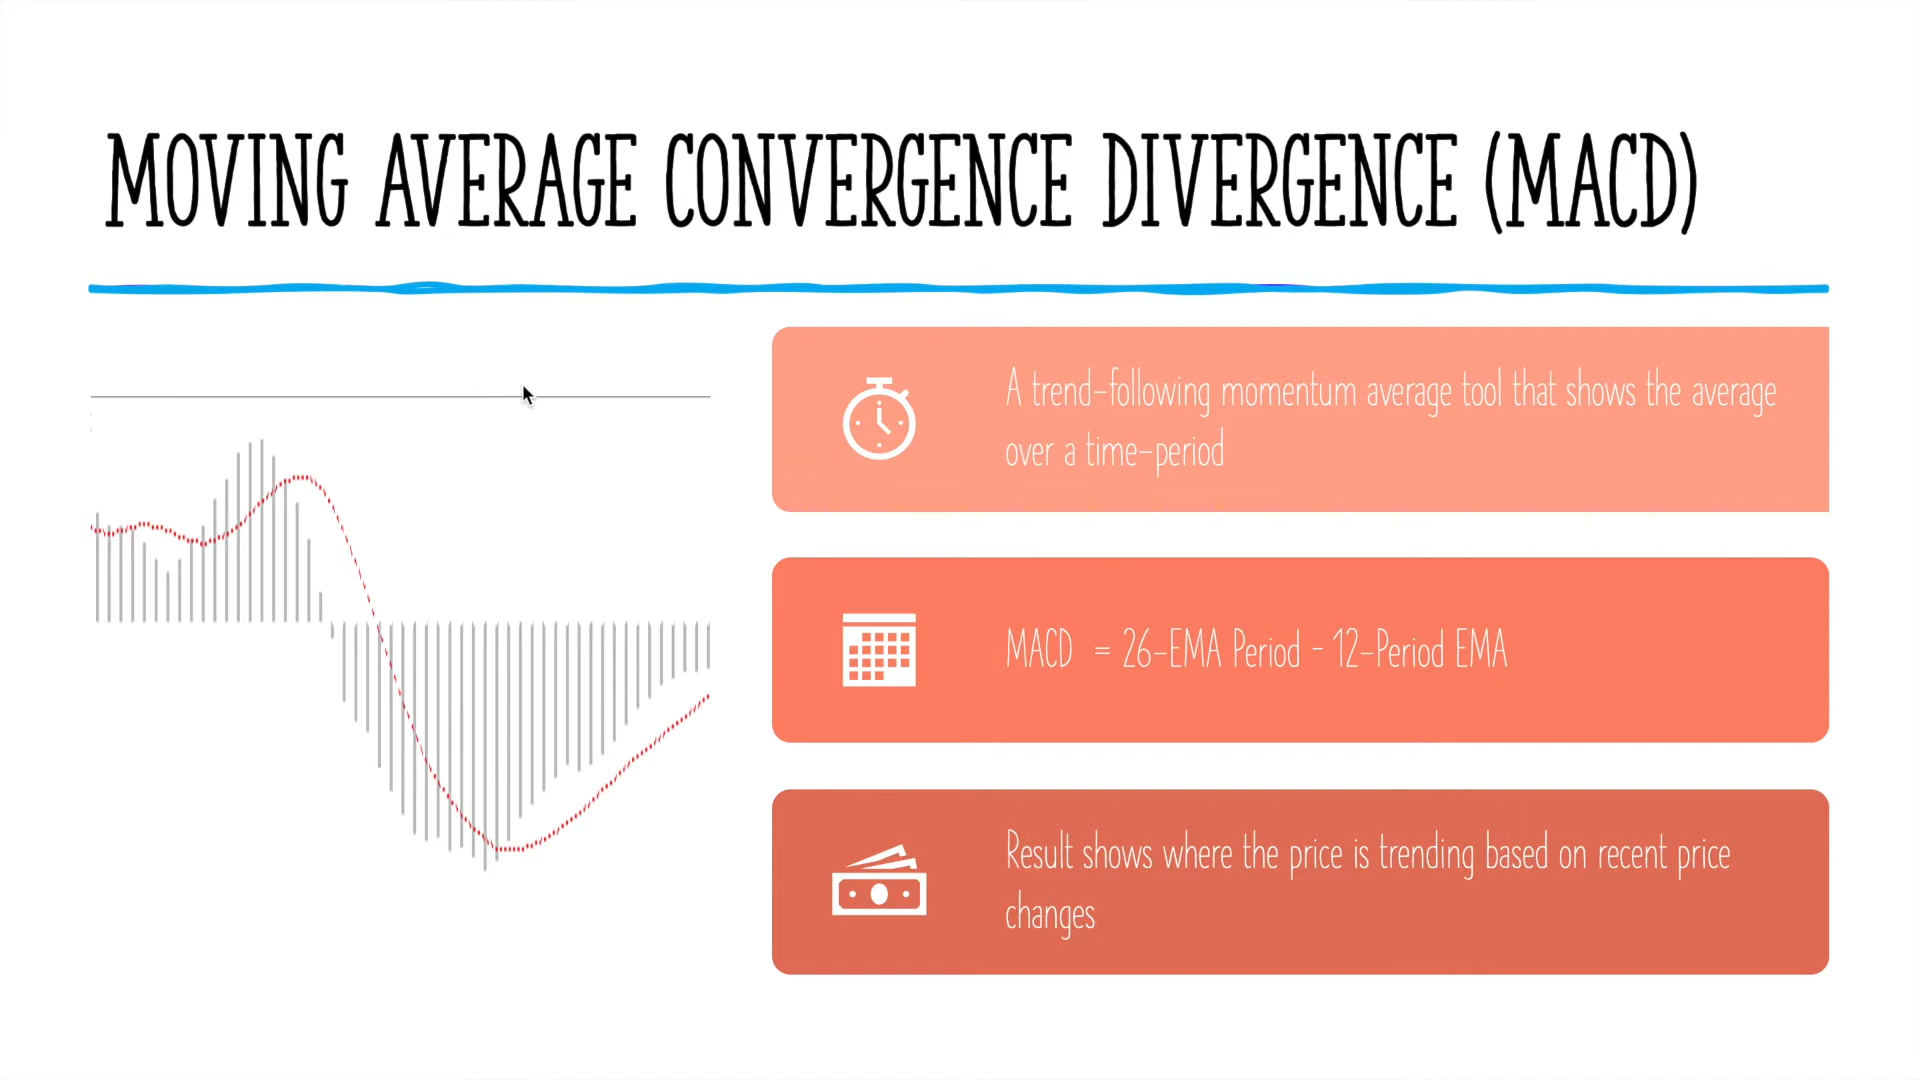 MOVING AVERAGE CONVERGENCE DIVERGENCE (MACD)
A trend-following momentum average tool that shows the average
over a time-period
MACD = 26-EMA Period - 12-Period EMA
Result shows where the price is trending based on recent price
changes